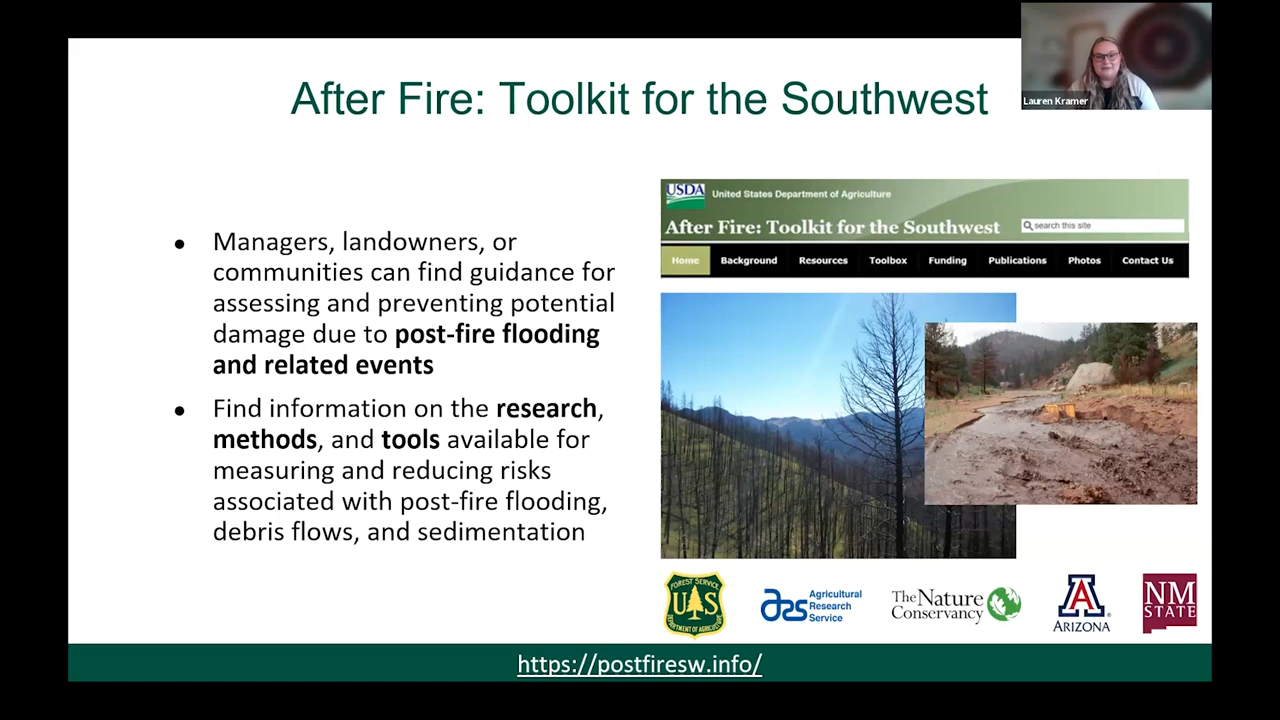 After Fire: Toolkit for the Southwest
Lauren Kramer
● Managers, landowners, or
communities can find guidance for
assessing and preventing potential
damage due to post-fire flooding
and related events
● Find information on the research,
methods, and tools available for
measuring and reducing risks
associated with post-fire flooding,
debris flows, and sedimentation
USDA United States Department of Agriculture
After Fire: Toolkit for the Southwest
search this site
Home Background Resources Toolbox Funding Publications Photos Contact Us
FOREST SERVICE
U S
DEPARTMENT OF AGRICULTURE
ars
Agricultural
Research
Service
The Nature
Conservancy
A
ARIZONA
NM
STATE
https://postfiresw.info/